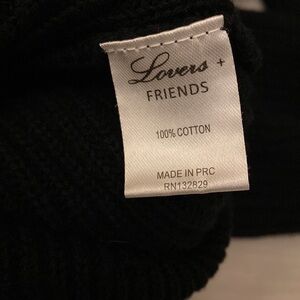 Lovers +
FRIENDS
100% COTTON
MADE IN PRC
RN132829